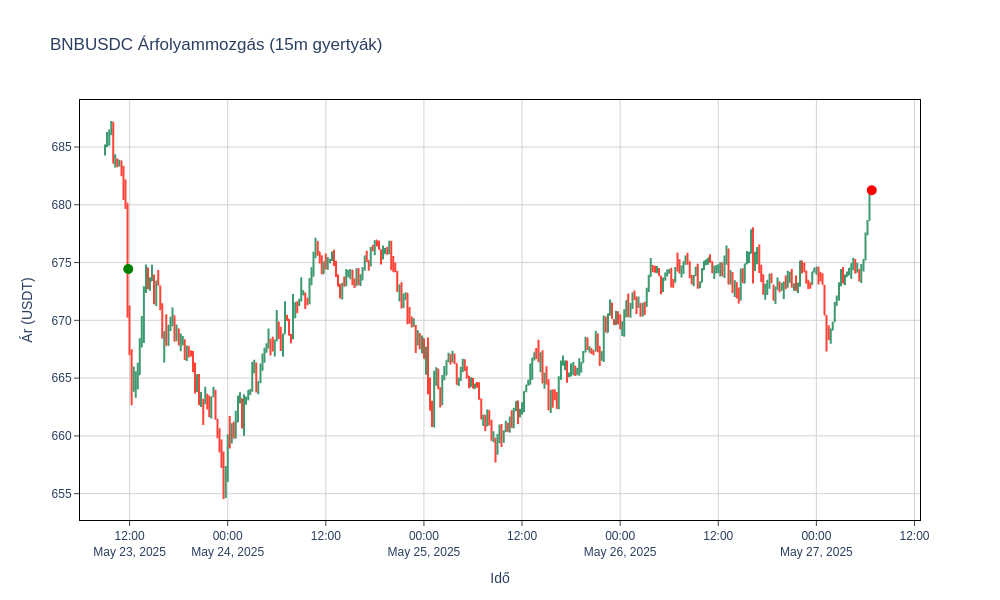 BNBUSDC Árfolyammozgás (15m gyertyák)
Ár (USDT)
685
680
675
670
665
660
655
12:00 00:00 12:00 00:00 12:00 00:00 12:00 00:00 12:00
May 23, 2025 May 24, 2025 May 25, 2025 May 26, 2025 May 27, 2025
Idő